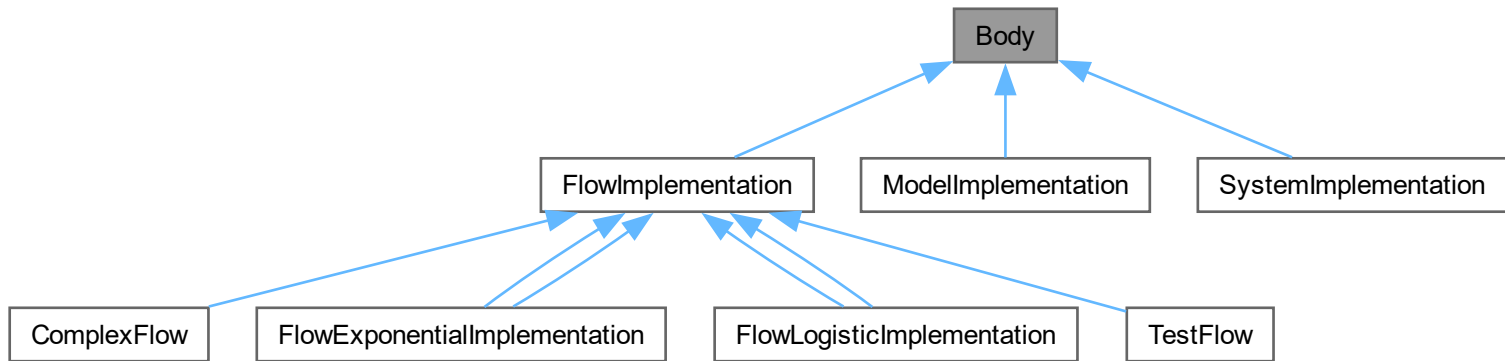 Body
FlowImplementation
ModelImplementation
SystemImplementation
ComplexFlow
FlowExponentialImplementation
FlowLogisticImplementation
TestFlow